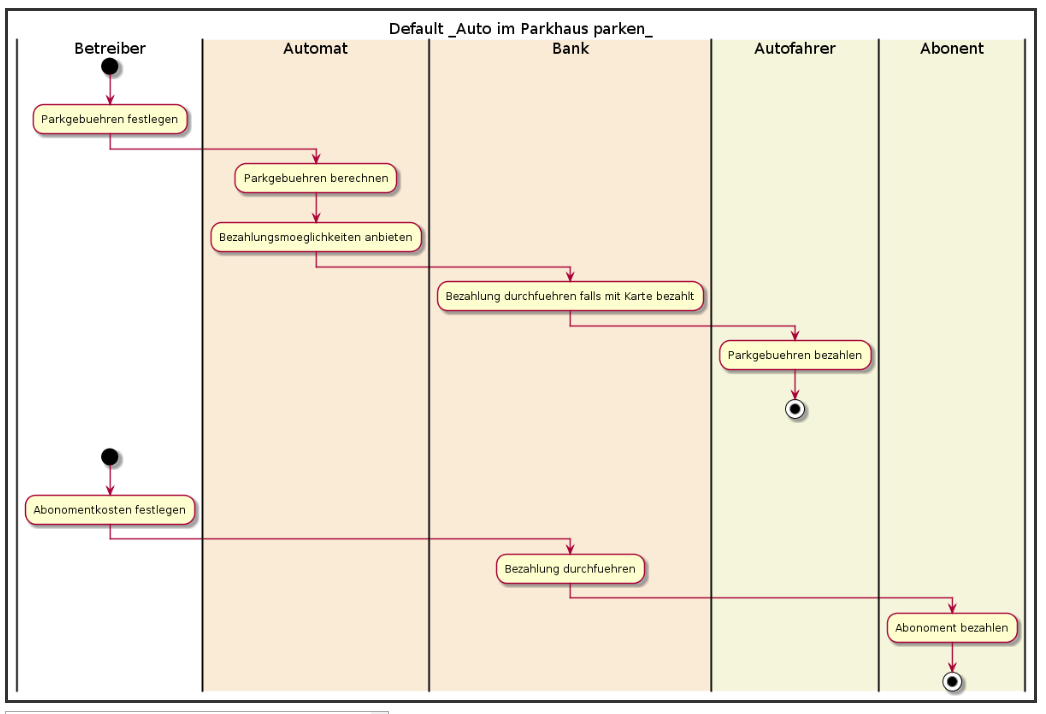 Default _Auto im Parkhaus parken_
Betreiber Automat Bank Autofahrer Abonent
Parkgebuehren festlegen
Parkgebuehren berechnen
Bezahlungsmoeglichkeiten anbieten
Bezahlung durchfuehren falls mit Karte bezahlt
Parkgebuehren bezahlen
Abonomentkosten festlegen
Bezahlung durchfuehren
Abonoment bezahlen